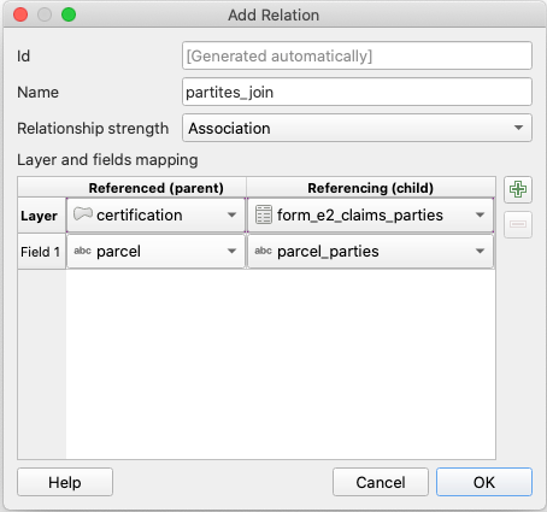 Add Relation
Id [Generated automatically]
Name partites_join
Relationship strength Association
Layer and fields mapping
Referenced (parent) Referencing (child)
Layer certification form_e2_claims_parties
Field 1 abc parcel abc parcel_parties
Help Cancel OK